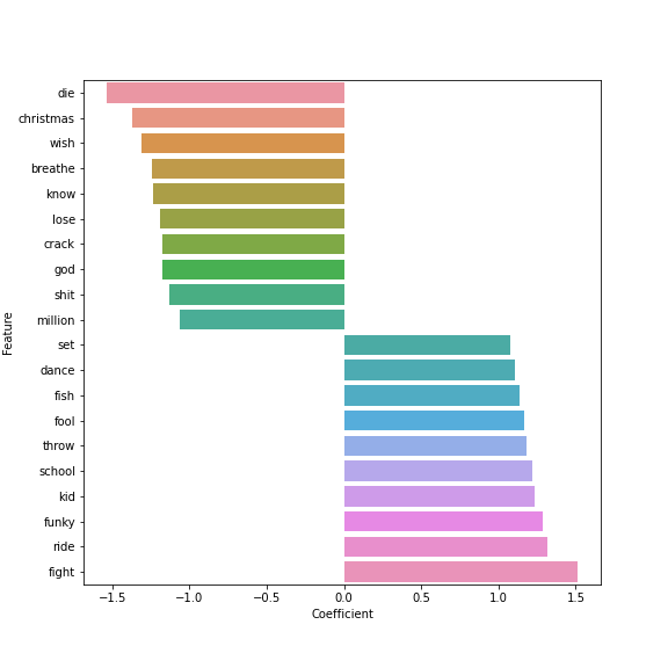 die
christmas
wish
breathe
know
lose
crack
god
shit
million
set
dance
fish
fool
throw
school
kid
funky
ride
fight
Feature
−1.5 −1.0 −0.5 0.0 0.5 1.0 1.5
Coefficient